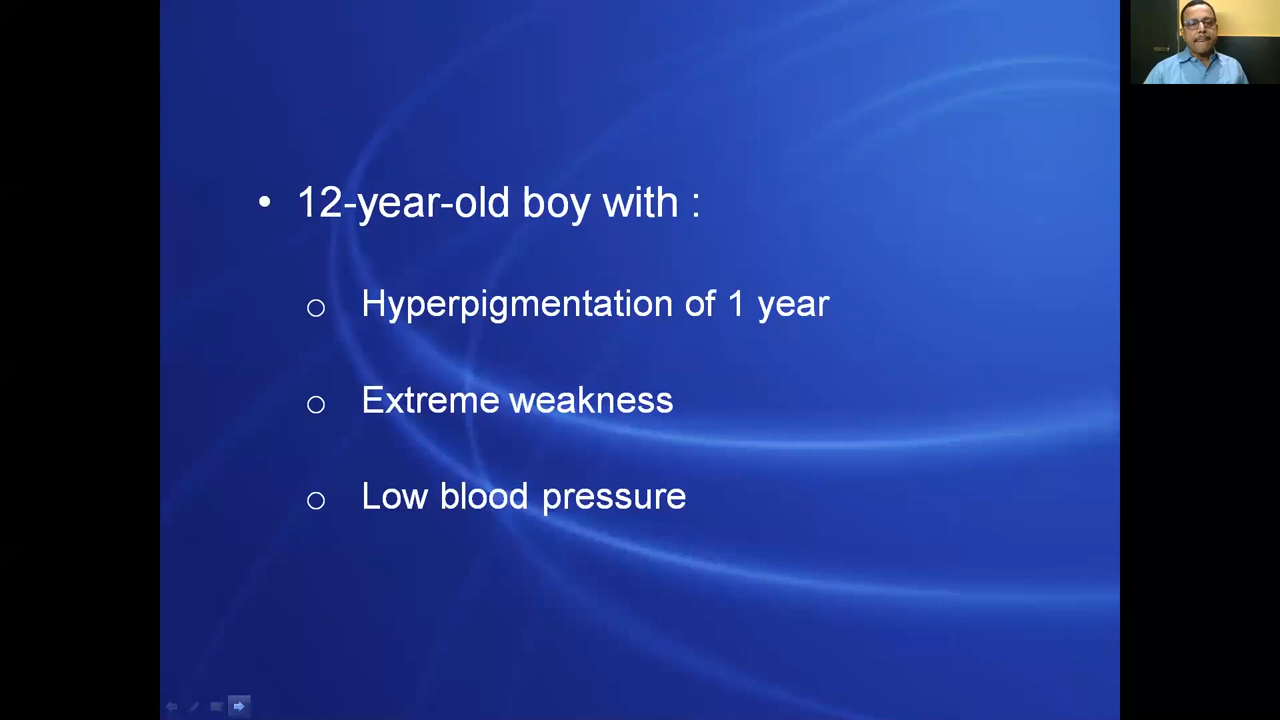 • 12-year-old boy with :
o Hyperpigmentation of 1 year
o Extreme weakness
o Low blood pressure